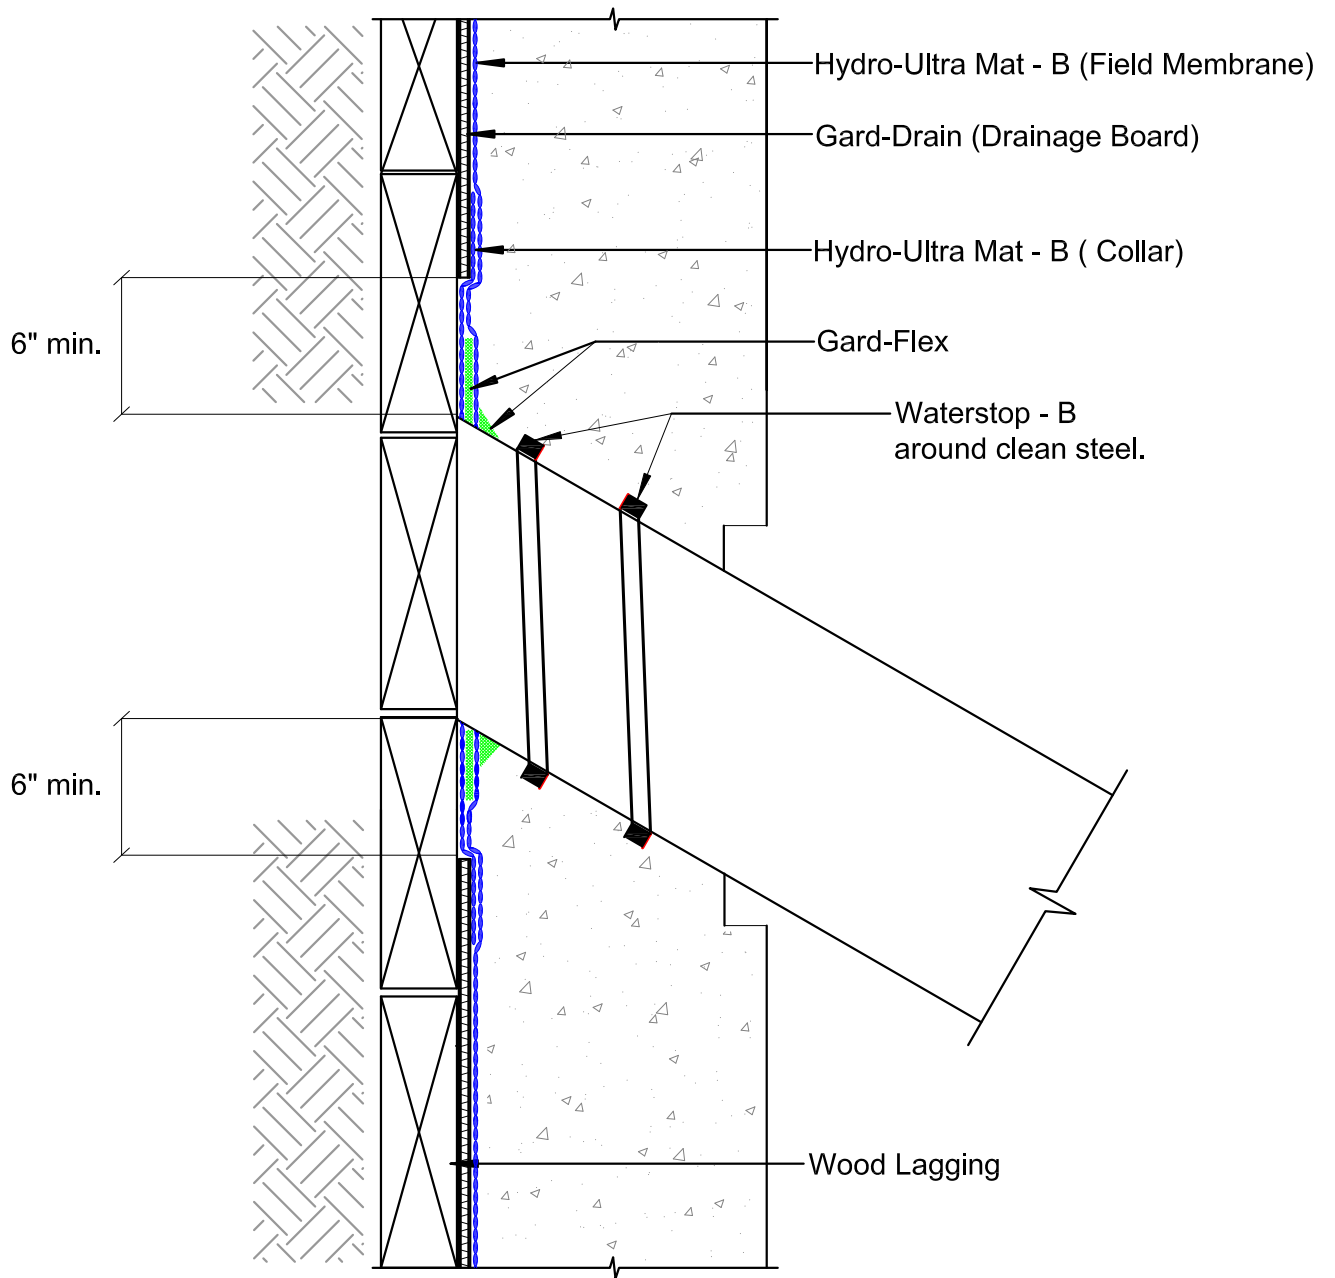 Hydro-Ultra Mat - B (Field Membrane)
Gard-Drain (Drainage Board)
Hydro-Ultra Mat - B ( Collar)
6" min.
Gard-Flex
Waterstop - B
around clean steel.
6" min.
Wood Lagging